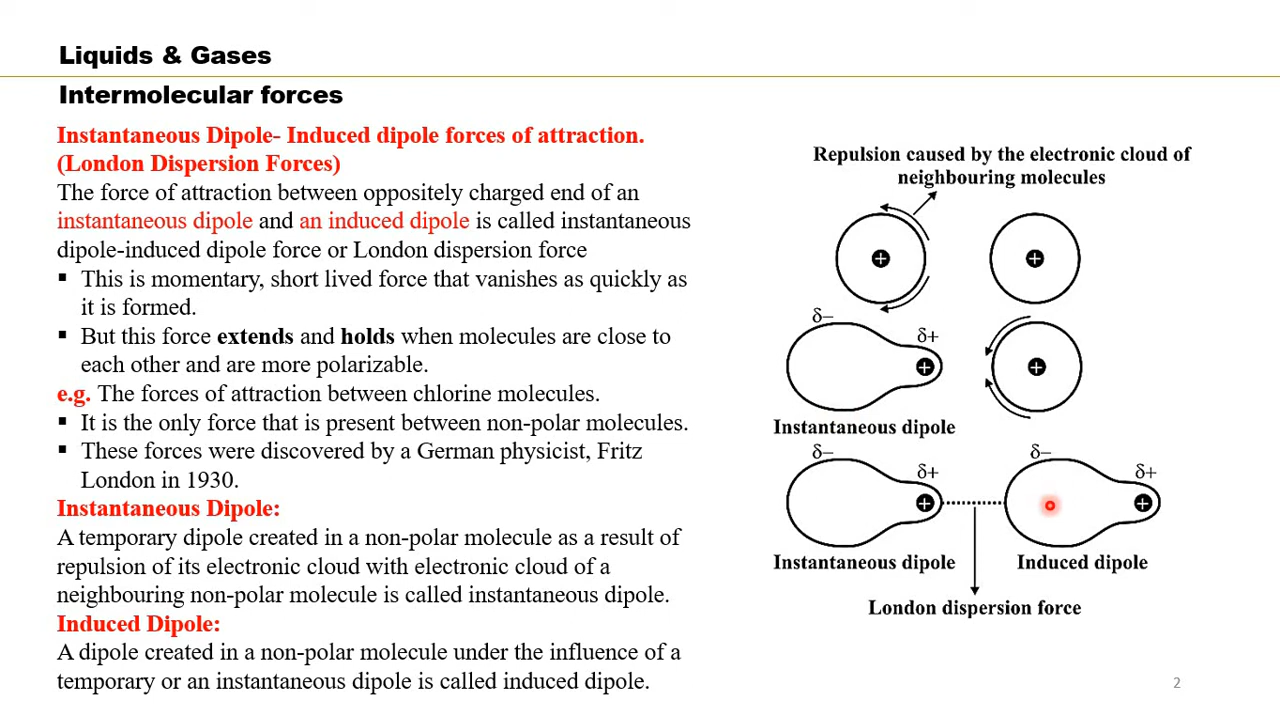 Liquids & Gases
Intermolecular forces
Instantaneous Dipole- Induced dipole forces of attraction.
(London Dispersion Forces)
The force of attraction between oppositely charged end of an
instantaneous dipole and an induced dipole is called instantaneous
dipole-induced dipole force or London dispersion force
▪ This is momentary, short lived force that vanishes as quickly as
it is formed.
▪ But this force extends and holds when molecules are close to
each other and are more polarizable.
e.g. The forces of attraction between chlorine molecules.
▪ It is the only force that is present between non-polar molecules.
▪ These forces were discovered by a German physicist, Fritz
London in 1930.
Instantaneous Dipole:
A temporary dipole created in a non-polar molecule as a result of
repulsion of its electronic cloud with electronic cloud of a
neighbouring non-polar molecule is called instantaneous dipole.
Induced Dipole:
A dipole created in a non-polar molecule under the influence of a
temporary or an instantaneous dipole is called induced dipole.
Repulsion caused by the electronic cloud of
neighbouring molecules
+ +
δ–
δ+
+ +
Instantaneous dipole
δ– δ–
δ+ δ+
+ +
Instantaneous dipole Induced dipole
London dispersion force
2